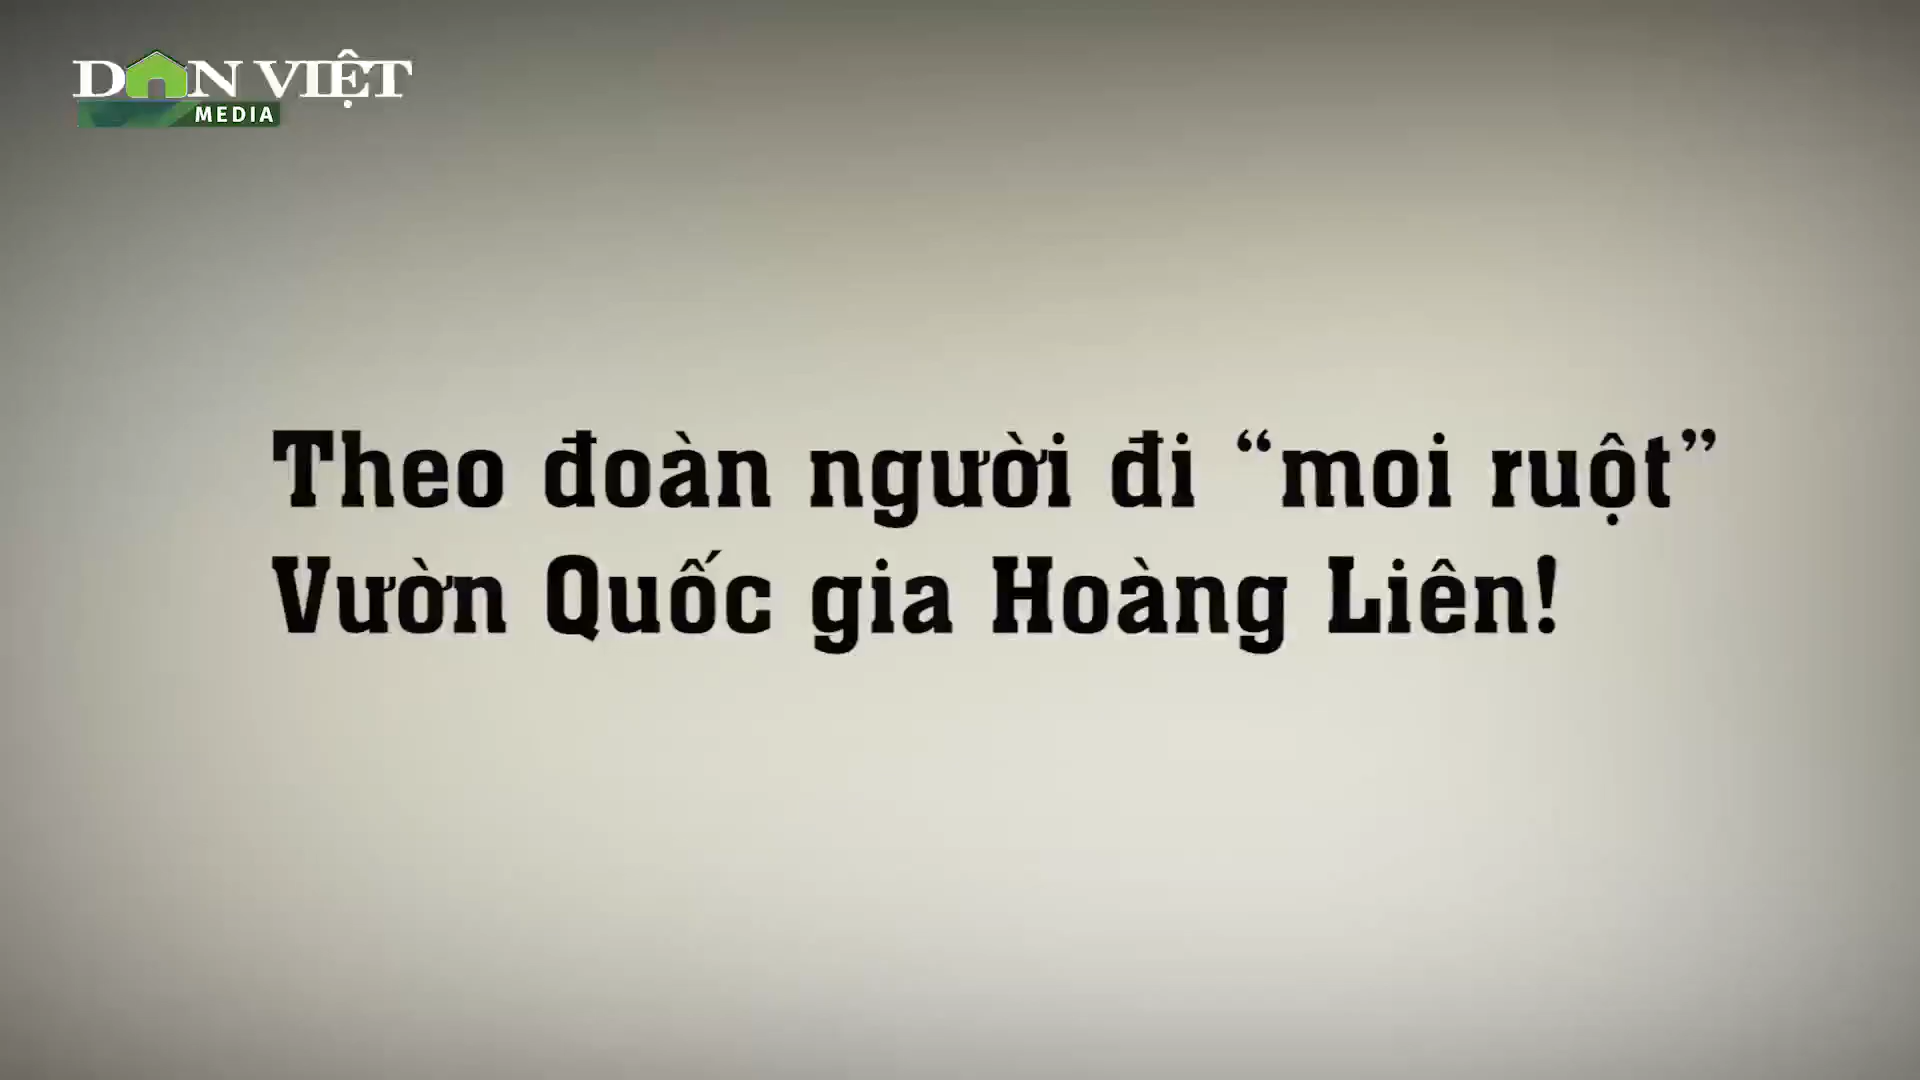 DÂN VIỆT
MEDIA
Theo đoàn người đi “moi ruột”
Vườn Quốc gia Hoàng Liên!